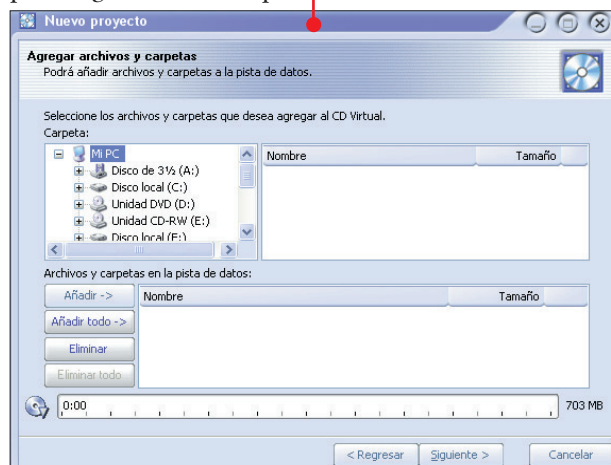 Nuevo proyecto
Agregar archivos y carpetas
Podrá añadir archivos y carpetas a la pista de datos.
Seleccione los archivos y carpetas que desea agregar al CD Virtual.
Carpeta:
Mi PC
Disco de 3½ (A:)
Disco local (C:)
Unidad DVD (D:)
Unidad CD-RW (E:)
Disco local (F:)
Nombre Tamaño
Archivos y carpetas en la pista de datos:
Añadir ->
Añadir todo ->
Eliminar
Eliminar todo
Nombre Tamaño
0:00 703 MB
< Regresar Siguiente > Cancelar